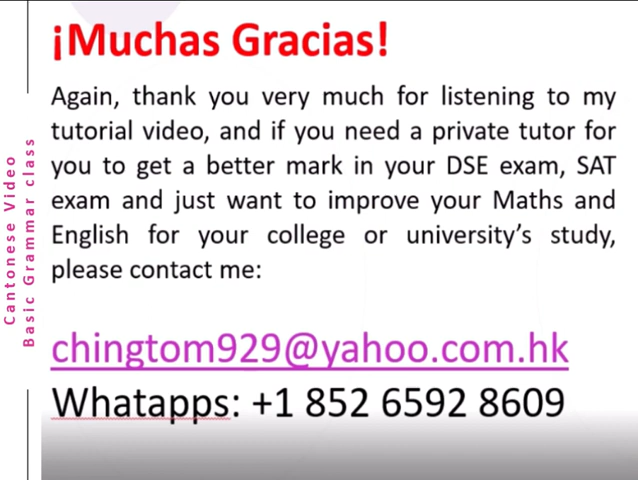 ¡Muchas Gracias!
Again, thank you very much for listening to my
tutorial video, and if you need a private tutor for
you to get a better mark in your DSE exam, SAT
exam and just want to improve your Maths and
English for your college or university's study,
please contact me:
chingtom929@yahoo.com.hk
Whatapps: +1 852 6592 8609
Cantonese Video
Basic Grammar class